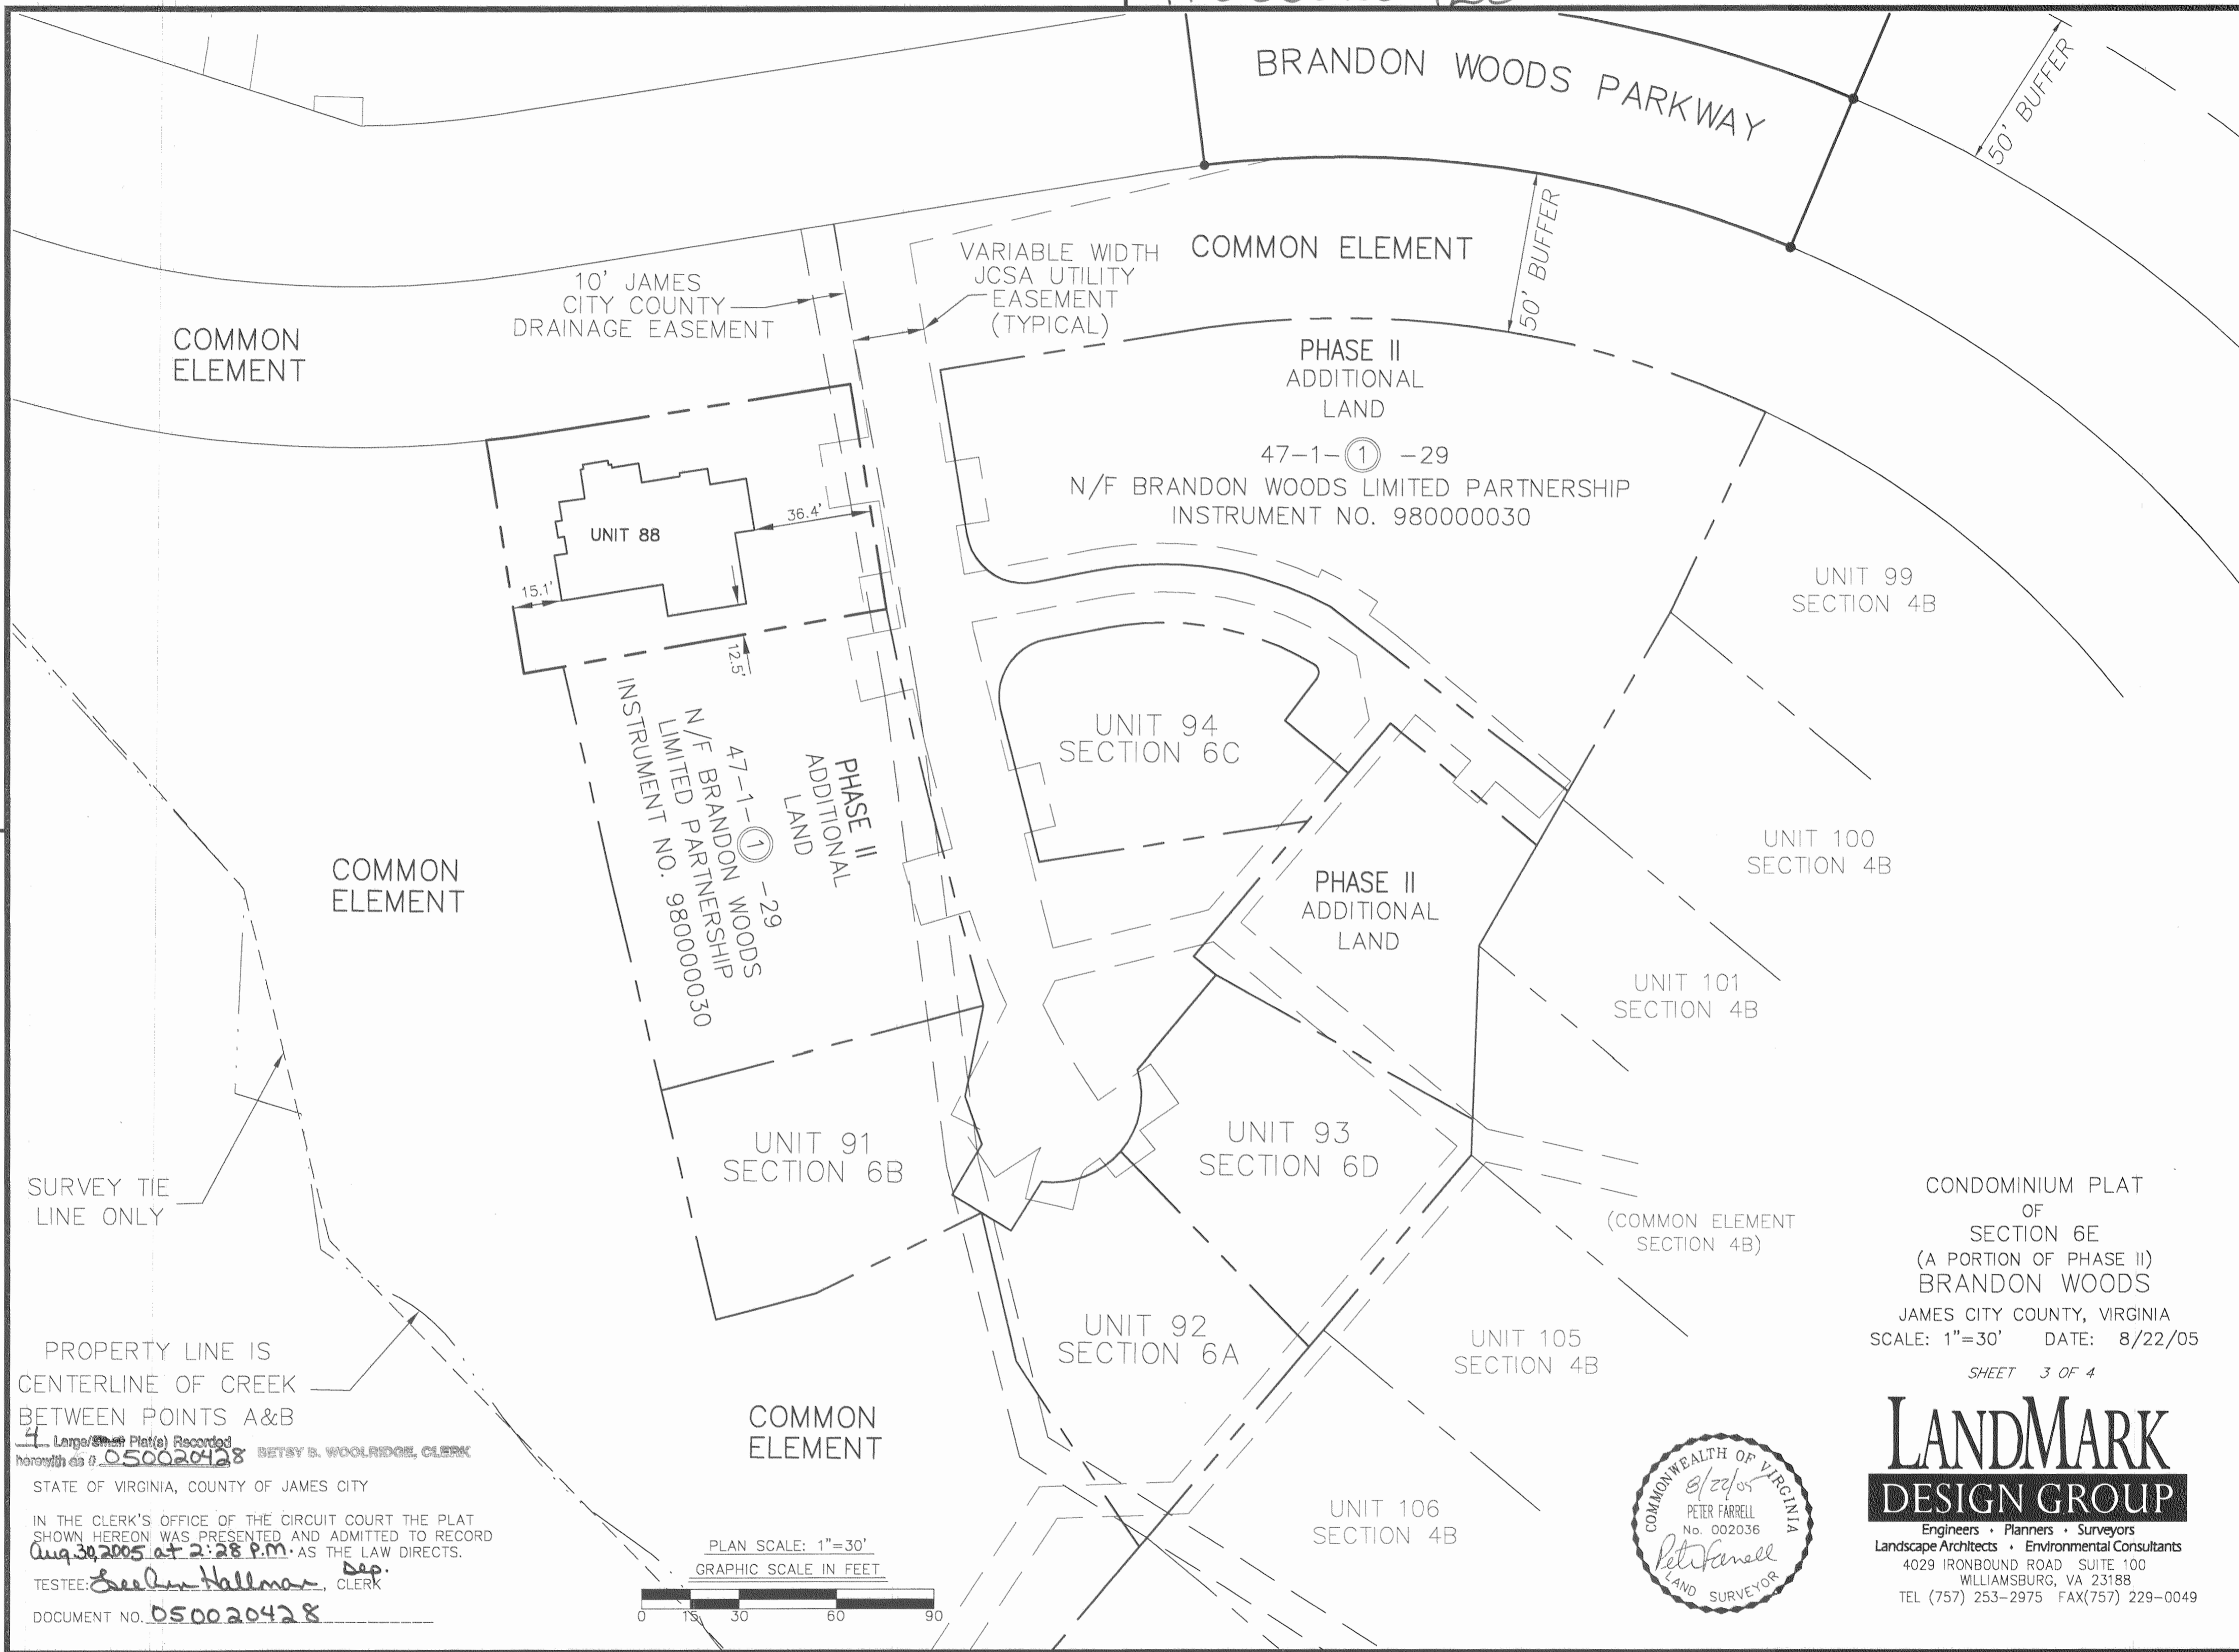 BRANDON WOODS PARKWAY
50' BUFFER
COMMON ELEMENT
50' BUFFER
VARIABLE WIDTH
JCSA UTILITY
EASEMENT
(TYPICAL)
10' JAMES
CITY COUNTY
DRAINAGE EASEMENT
COMMON
ELEMENT
PHASE II
ADDITIONAL
LAND
47-1-① -29
N/F BRANDON WOODS LIMITED PARTNERSHIP
INSTRUMENT NO. 980000030
UNIT 88
36.4'
15.1'
12.5'
UNIT 99
SECTION 4B
UNIT 94
SECTION 6C
PHASE II
ADDITIONAL
LAND
47-1-① -29
N/F BRANDON WOODS
LIMITED PARTNERSHIP
INSTRUMENT NO. 980000030
UNIT 100
SECTION 4B
COMMON
ELEMENT
PHASE II
ADDITIONAL
LAND
UNIT 101
SECTION 4B
UNIT 91
SECTION 6B
UNIT 93
SECTION 6D
SURVEY TIE
LINE ONLY
(COMMON ELEMENT
SECTION 4B)
UNIT 92
SECTION 6A
UNIT 105
SECTION 4B
PROPERTY LINE IS
CENTERLINE OF CREEK
BETWEEN POINTS A&B
COMMON
ELEMENT
UNIT 106
SECTION 4B
4 Large/Small Plat(s) Recorded
herewith as # 050020428 BETSY B. WOOLRIDGE, CLERK
STATE OF VIRGINIA, COUNTY OF JAMES CITY
IN THE CLERK'S OFFICE OF THE CIRCUIT COURT THE PLAT
SHOWN HEREON WAS PRESENTED AND ADMITTED TO RECORD
Aug 30, 2005 at 2:28 P.M. AS THE LAW DIRECTS.
TESTEE: LeeAnn Hallman, Dep. CLERK
DOCUMENT NO. 050020428
PLAN SCALE: 1"=30'
GRAPHIC SCALE IN FEET
0 15 30 60 90
CONDOMINIUM PLAT
OF
SECTION 6E
(A PORTION OF PHASE II)
BRANDON WOODS
JAMES CITY COUNTY, VIRGINIA
SCALE: 1"=30' DATE: 8/22/05
SHEET 3 OF 4
COMMONWEALTH OF VIRGINIA
8/22/05
PETER FARRELL
No. 002036
Peter Farrell
LAND SURVEYOR
LANDMARK
DESIGN GROUP
Engineers • Planners • Surveyors
Landscape Architects • Environmental Consultants
4029 IRONBOUND ROAD SUITE 100
WILLIAMSBURG, VA 23188
TEL (757) 253-2975 FAX(757) 229-0049